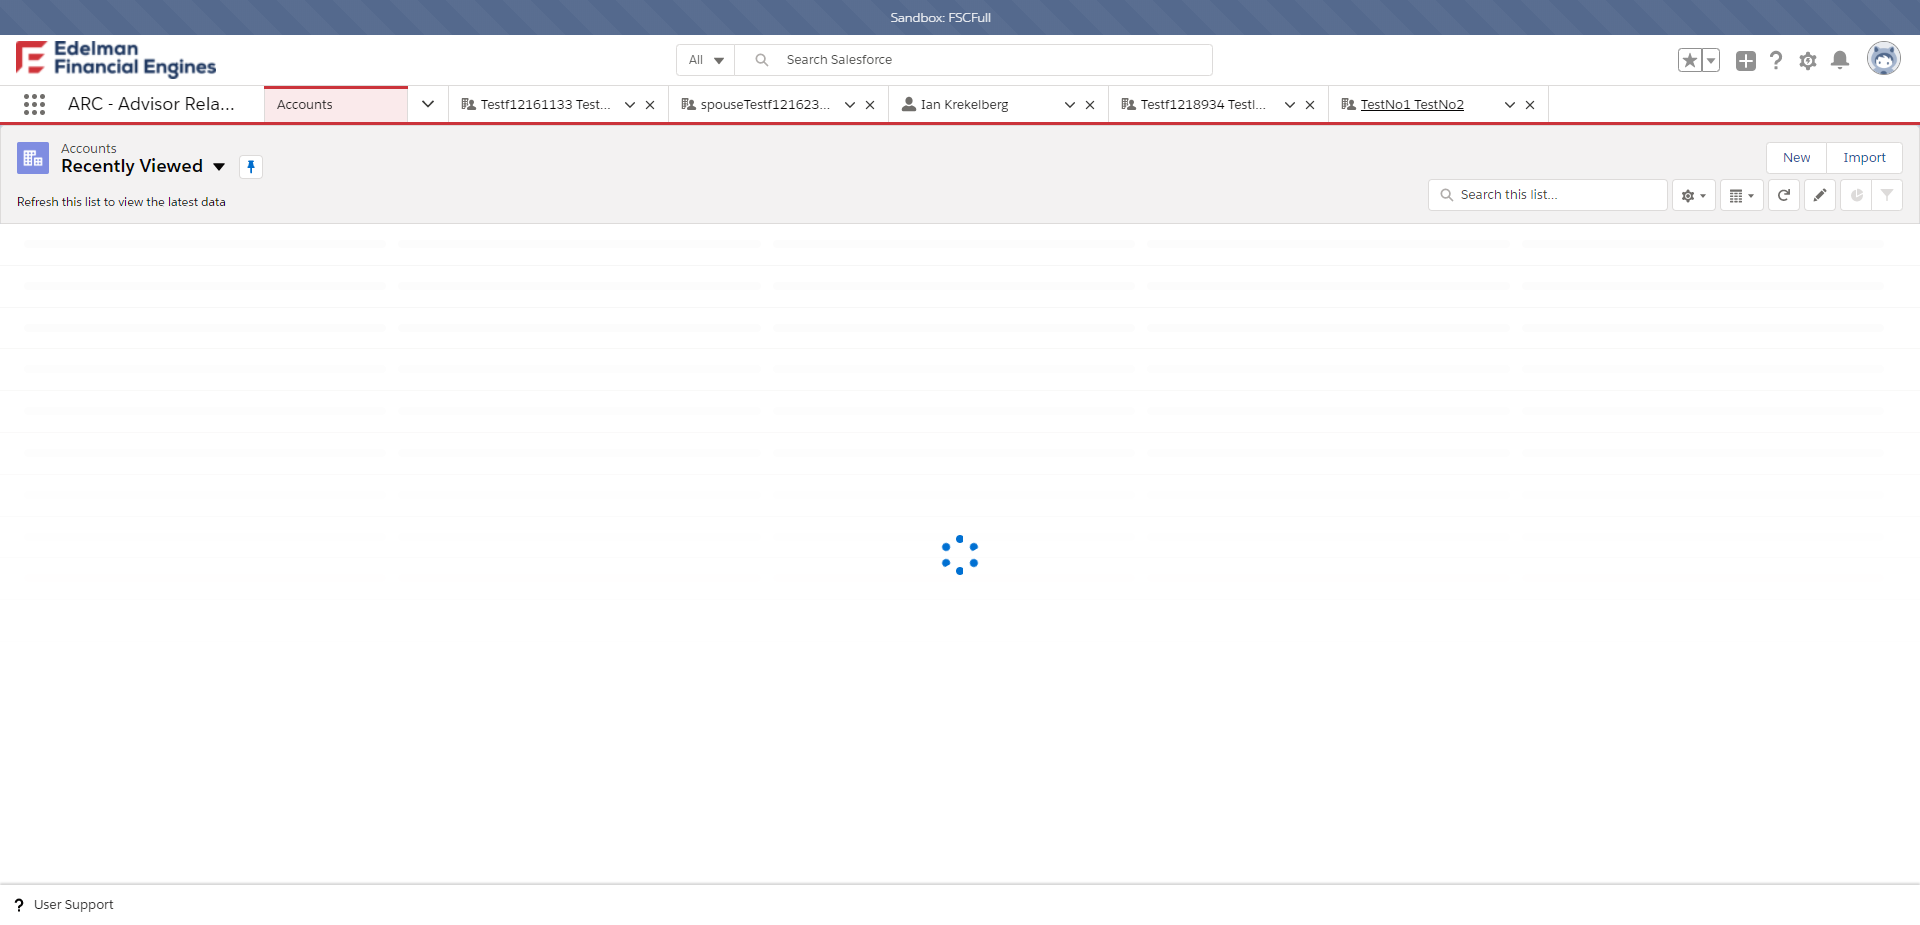 Sandbox: FSCFull
Edelman
Financial Engines
All
Search Salesforce
ARC - Advisor Rela...
Accounts
Testf12161133 Test...
spouseTestf121623...
Ian Krekelberg
Testf1218934 Testl...
TestNo1 TestNo2
Accounts
Recently Viewed
New
Import
Refresh this list to view the latest data
Search this list...
? User Support